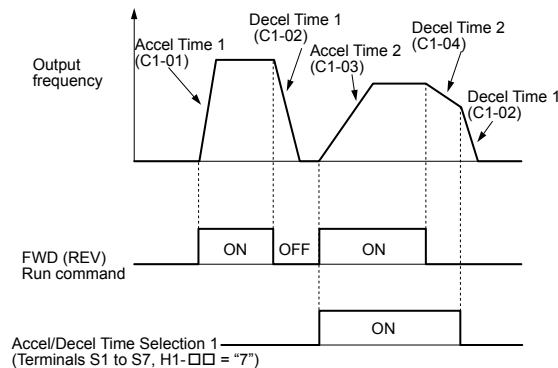 Output
frequency
Accel Time 1
(C1-01)
Decel Time 1
(C1-02)
Accel Time 2
(C1-03)
Decel Time 2
(C1-04)
Decel Time 1
(C1-02)
FWD (REV)
Run command
ON
OFF
ON
Accel/Decel Time Selection 1
(Terminals S1 to S7, H1-□□ = “7”)
ON